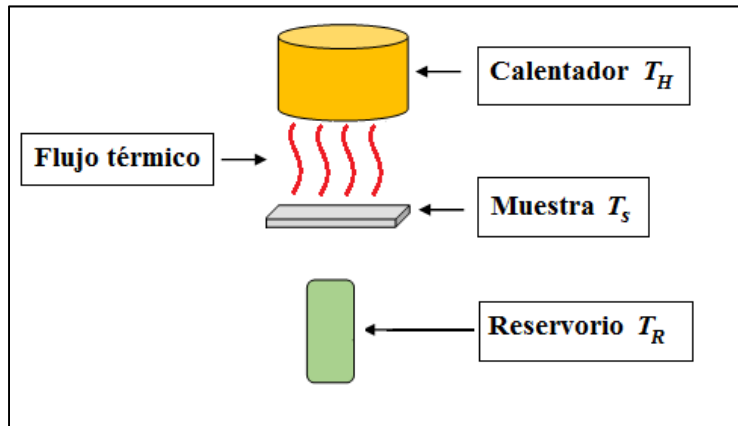 Calentador T_H
Flujo térmico
Muestra T_s
Reservorio T_R